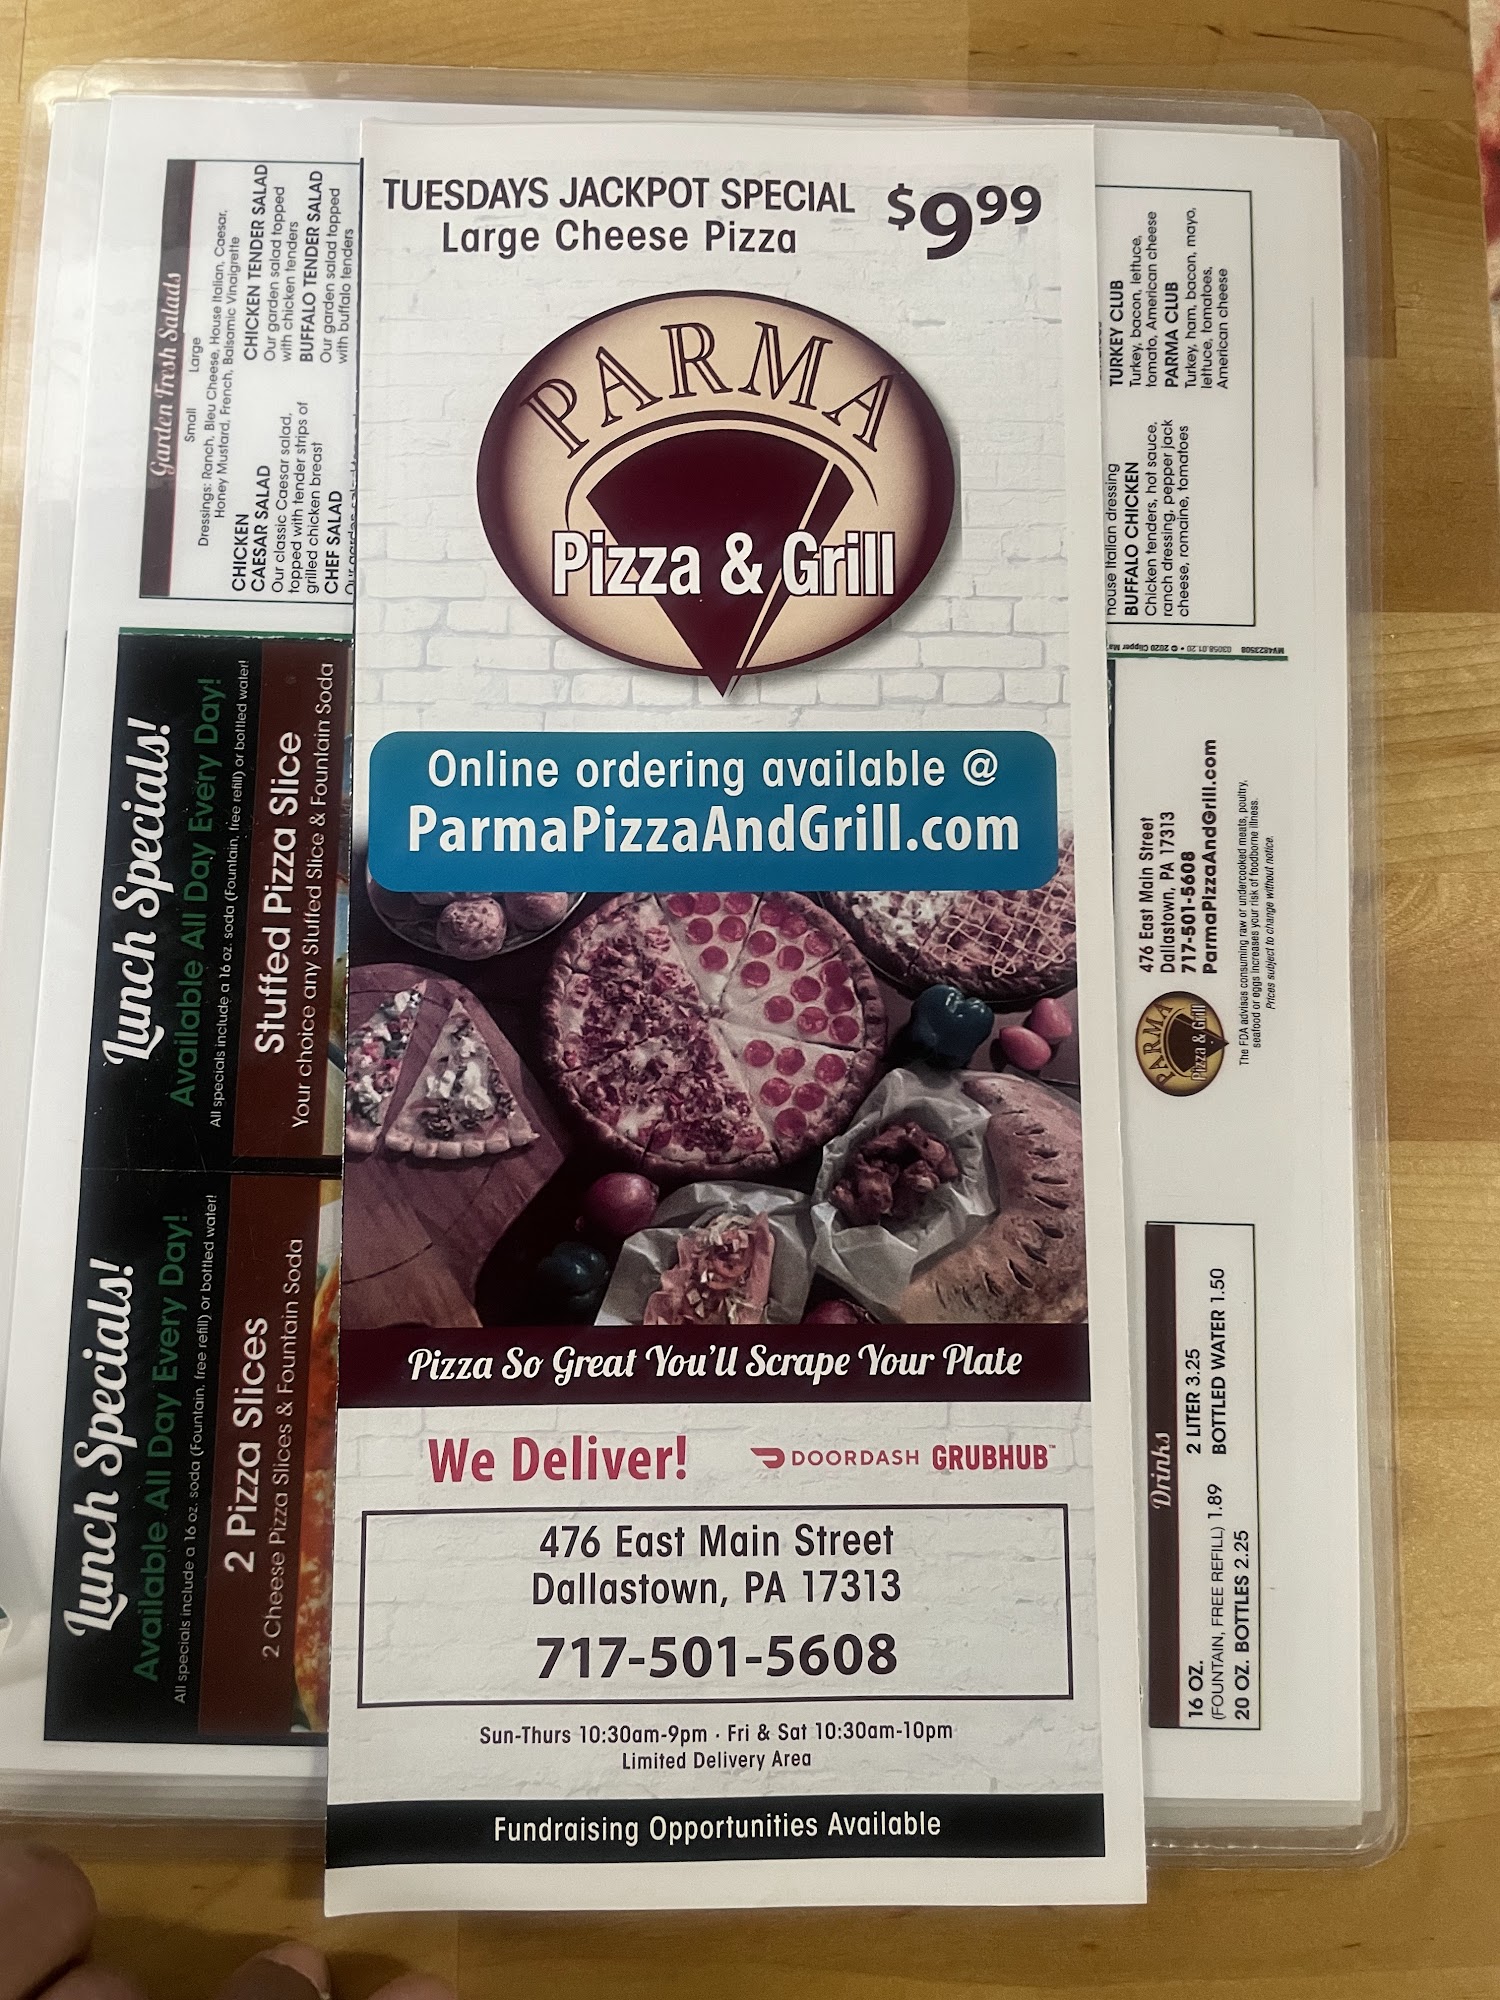 TUESDAYS JACKPOT SPECIAL
Large Cheese Pizza
$9.99
PARMA
Pizza & Grill
Online ordering available @
ParmaPizzaAndGrill.com
Pizza So Great You'll Scrape Your Plate
We Deliver!
DOORDASH GRUBHUB™
476 East Main Street
Dallastown, PA 17313
717-501-5608
Sun-Thurs 10:30am-9pm · Fri & Sat 10:30am-10pm
Limited Delivery Area
Fundraising Opportunities Available
Garden Fresh Salads
Small Large
Dressings: Ranch, Bleu Cheese, House Italian, Caesar,
Honey Mustard, French, Balsamic Vinaigrette
CHICKEN
CAESAR SALAD
Our classic Caesar salad,
topped with tender strips of
grilled chicken breast
CHEF SALAD
Our garden
CHICKEN TENDER SALAD
Our garden salad topped
with chicken tenders
BUFFALO TENDER SALAD
Our garden salad topped
with buffalo tenders
Lunch Specials!
Available All Day Every Day!
All specials include a 16 oz. soda (Fountain, free refill) or bottled water!
2 Pizza Slices
2 Cheese Pizza Slices & Fountain Soda
Lunch Specials!
Available All Day Every Day!
All specials include a 16 oz. soda (Fountain, free refill) or bottled water!
Stuffed Pizza Slice
Your choice any Stuffed Slice & Fountain Soda
house Italian dressing
BUFFALO CHICKEN
Chicken tenders, hot sauce,
ranch dressing, pepper jack
cheese, romaine, tomatoes
TURKEY CLUB
Turkey, bacon, lettuce,
tomato, American cheese
PARMA CLUB
Turkey, ham, bacon, mayo,
lettuce, tomatoes,
American cheese
MV4823508 03058.01.20 • © 2020 Clipper
PARMA
Pizza & Grill
476 East Main Street
Dallastown, PA 17313
717-501-5608
ParmaPizzaAndGrill.com
The FDA advises consuming raw or undercooked meats, poultry,
seafood or eggs increases your risk of foodborne illness.
Prices subject to change without notice.
Drinks
16 OZ.
(FOUNTAIN, FREE REFILL) 1.89
20 OZ. BOTTLES 2.25
2 LITER 3.25
BOTTLED WATER 1.50